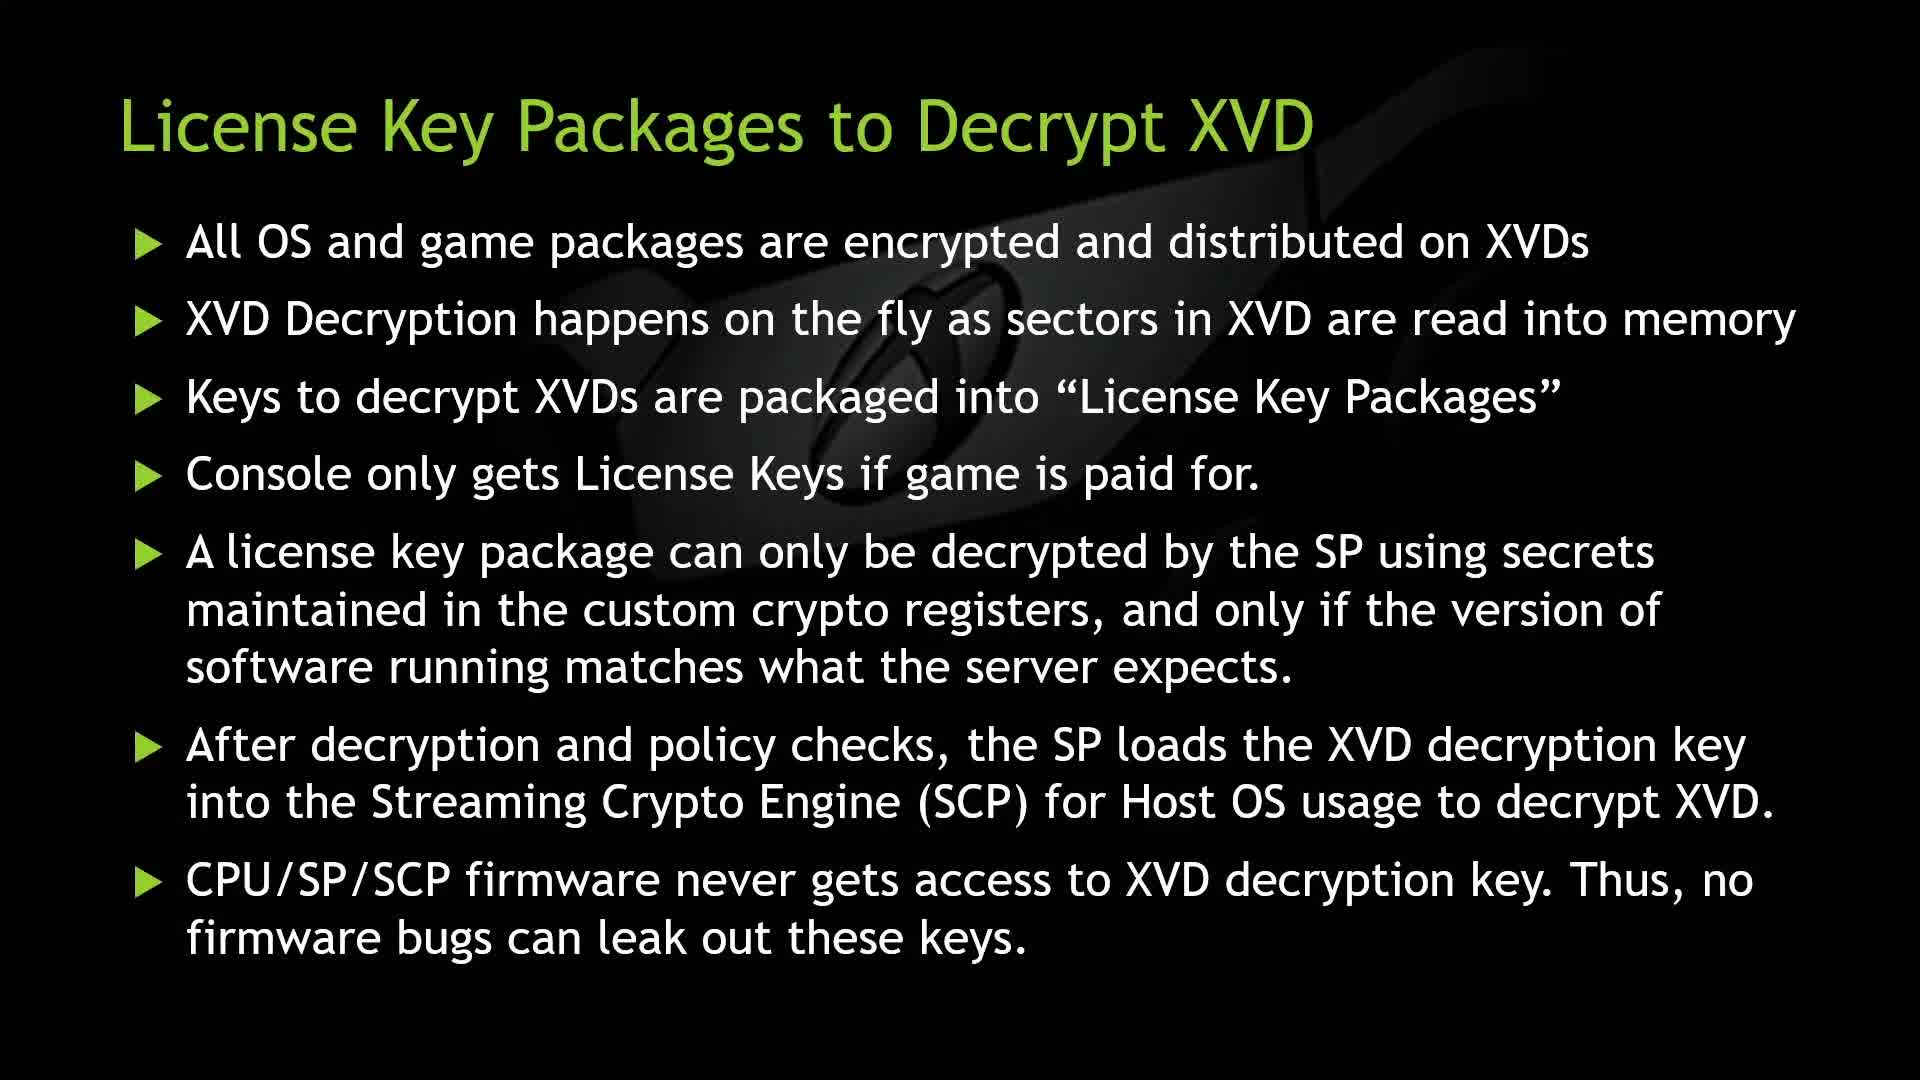 License Key Packages to Decrypt XVD
All OS and game packages are encrypted and distributed on XVDs
XVD Decryption happens on the fly as sectors in XVD are read into memory
Keys to decrypt XVDs are packaged into “License Key Packages”
Console only gets License Keys if game is paid for.
A license key package can only be decrypted by the SP using secrets
maintained in the custom crypto registers, and only if the version of
software running matches what the server expects.
After decryption and policy checks, the SP loads the XVD decryption key
into the Streaming Crypto Engine (SCP) for Host OS usage to decrypt XVD.
CPU/SP/SCP firmware never gets access to XVD decryption key. Thus, no
firmware bugs can leak out these keys.